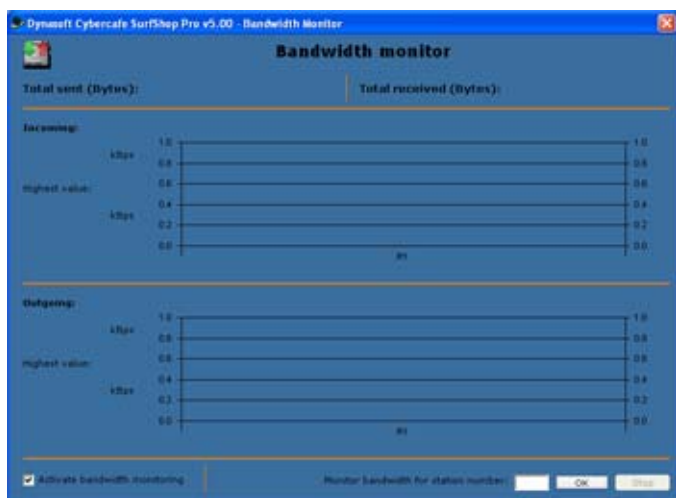 Dynasoft Cybercafe SurfShop Pro v5.00 - Bandwidth Monitor
Bandwidth monitor
Total sent (Bytes):
Total received (Bytes):
Incoming:
kBps
Highest value:
kBps
1.0 1.0
0.8 0.8
0.6 0.6
0.4 0.4
0.2 0.2
0.0 0.0
Outgoing:
kBps
Highest value:
kBps
1.0 1.0
0.8 0.8
0.6 0.6
0.4 0.4
0.2 0.2
0.0 0.0
Activate bandwidth monitoring
Monitor bandwidth for station number:
OK
Stop